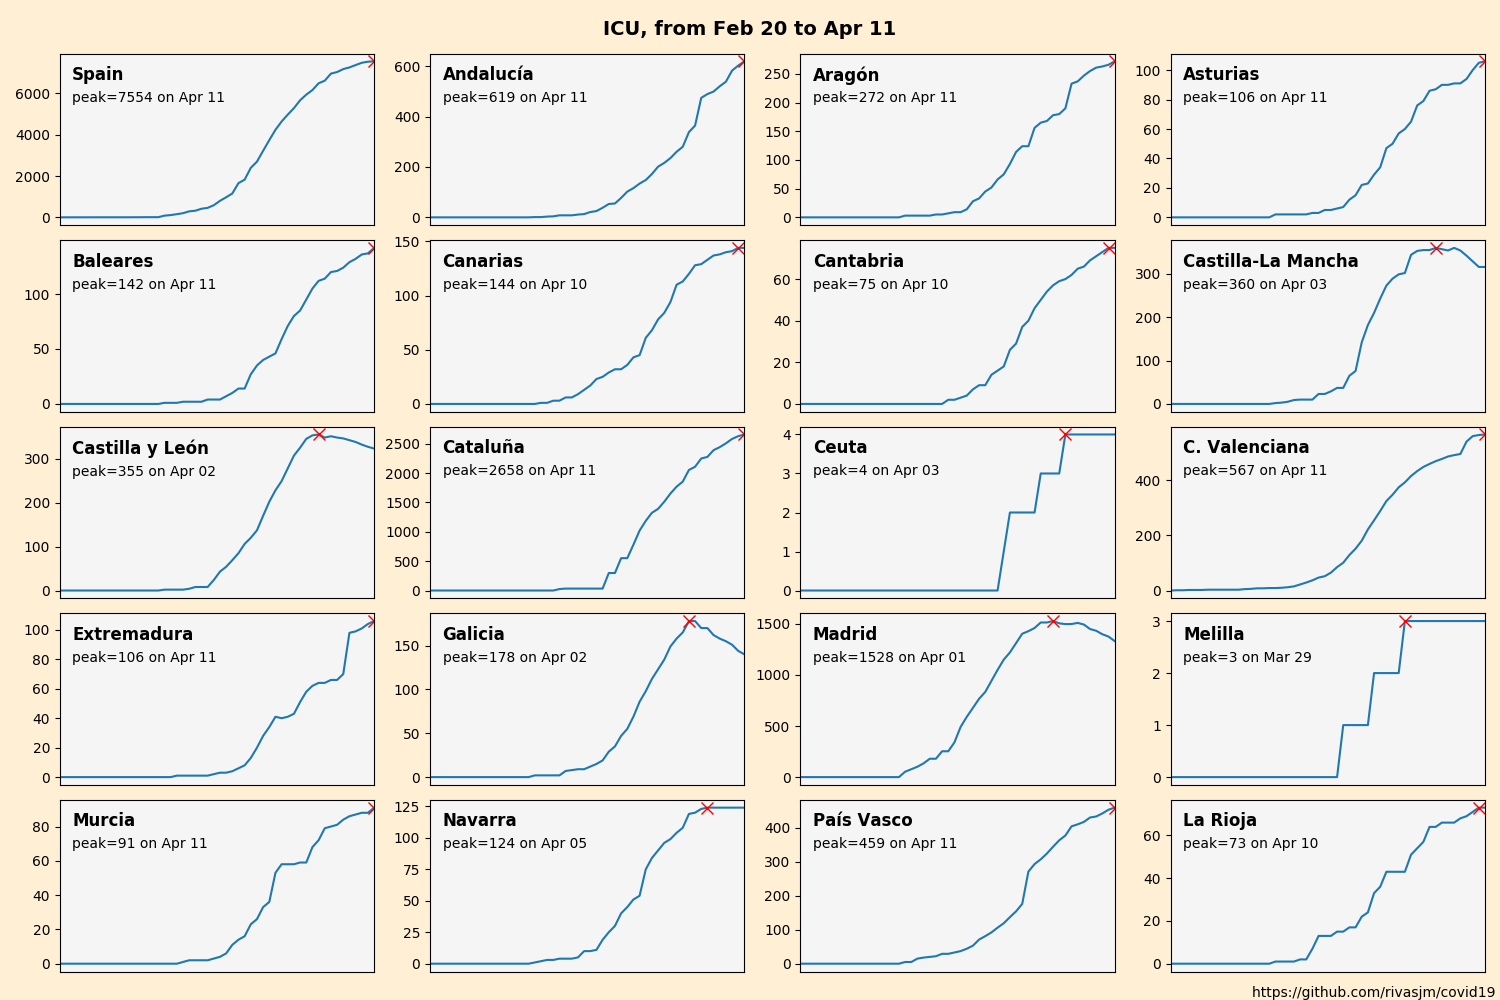 ICU, from Feb 20 to Apr 11
Spain
peak=7554 on Apr 11
6000
4000
2000
0
Andalucía
peak=619 on Apr 11
600
400
200
0
Aragón
peak=272 on Apr 11
250
200
150
100
50
0
Asturias
peak=106 on Apr 11
100
80
60
40
20
0
Baleares
peak=142 on Apr 11
100
50
0
Canarias
peak=144 on Apr 10
150
100
50
0
Cantabria
peak=75 on Apr 10
60
40
20
0
Castilla-La Mancha
peak=360 on Apr 03
300
200
100
0
Castilla y León
peak=355 on Apr 02
300
200
100
0
Cataluña
peak=2658 on Apr 11
2500
2000
1500
1000
500
0
Ceuta
peak=4 on Apr 03
4
3
2
1
0
C. Valenciana
peak=567 on Apr 11
400
200
0
Extremadura
peak=106 on Apr 11
100
80
60
40
20
0
Galicia
peak=178 on Apr 02
150
100
50
0
Madrid
peak=1528 on Apr 01
1500
1000
500
0
Melilla
peak=3 on Mar 29
3
2
1
0
Murcia
peak=91 on Apr 11
80
60
40
20
0
Navarra
peak=124 on Apr 05
125
100
75
50
25
0
País Vasco
peak=459 on Apr 11
400
300
200
100
0
La Rioja
peak=73 on Apr 10
60
40
20
0
https://github.com/rivasjm/covid19